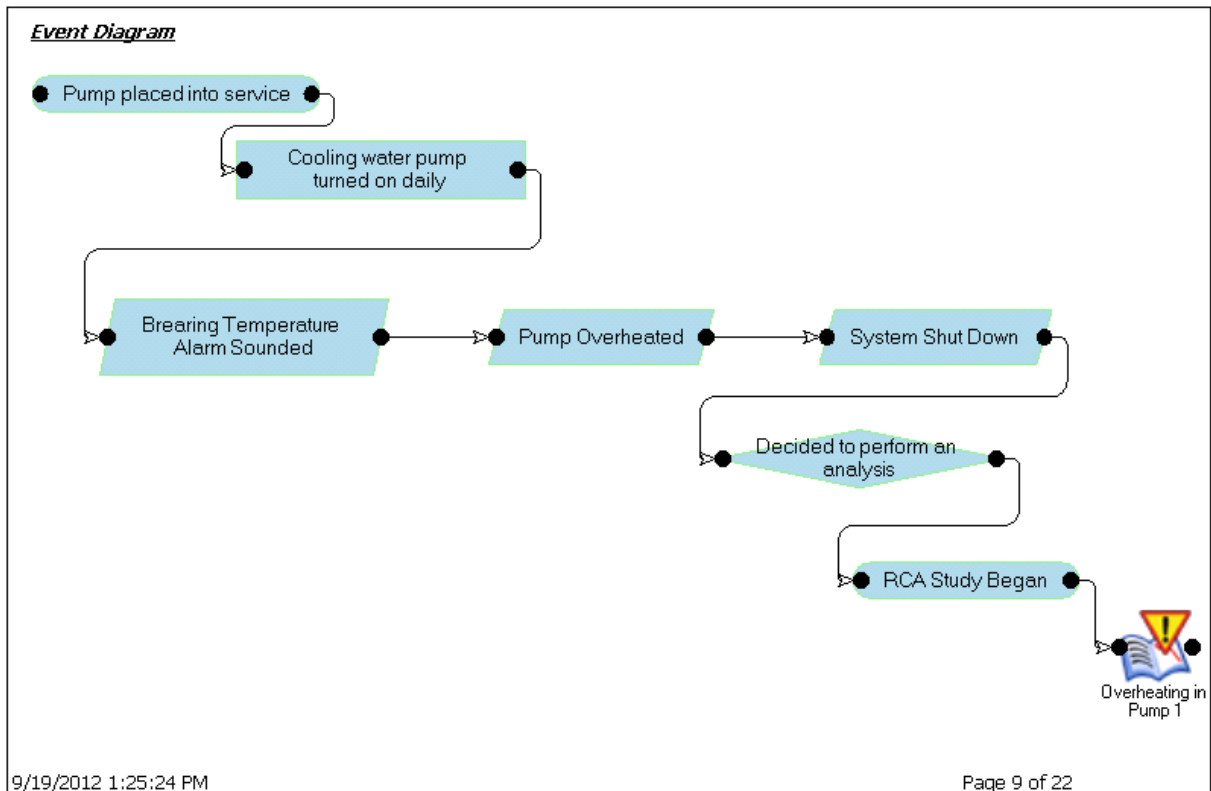 Event Diagram
Pump placed into service
Cooling water pump
turned on daily
Brearing Temperature
Alarm Sounded
Pump Overheated
System Shut Down
Decided to perform an
analysis
RCA Study Began
Overheating in
Pump 1
9/19/2012 1:25:24 PM
Page 9 of 22